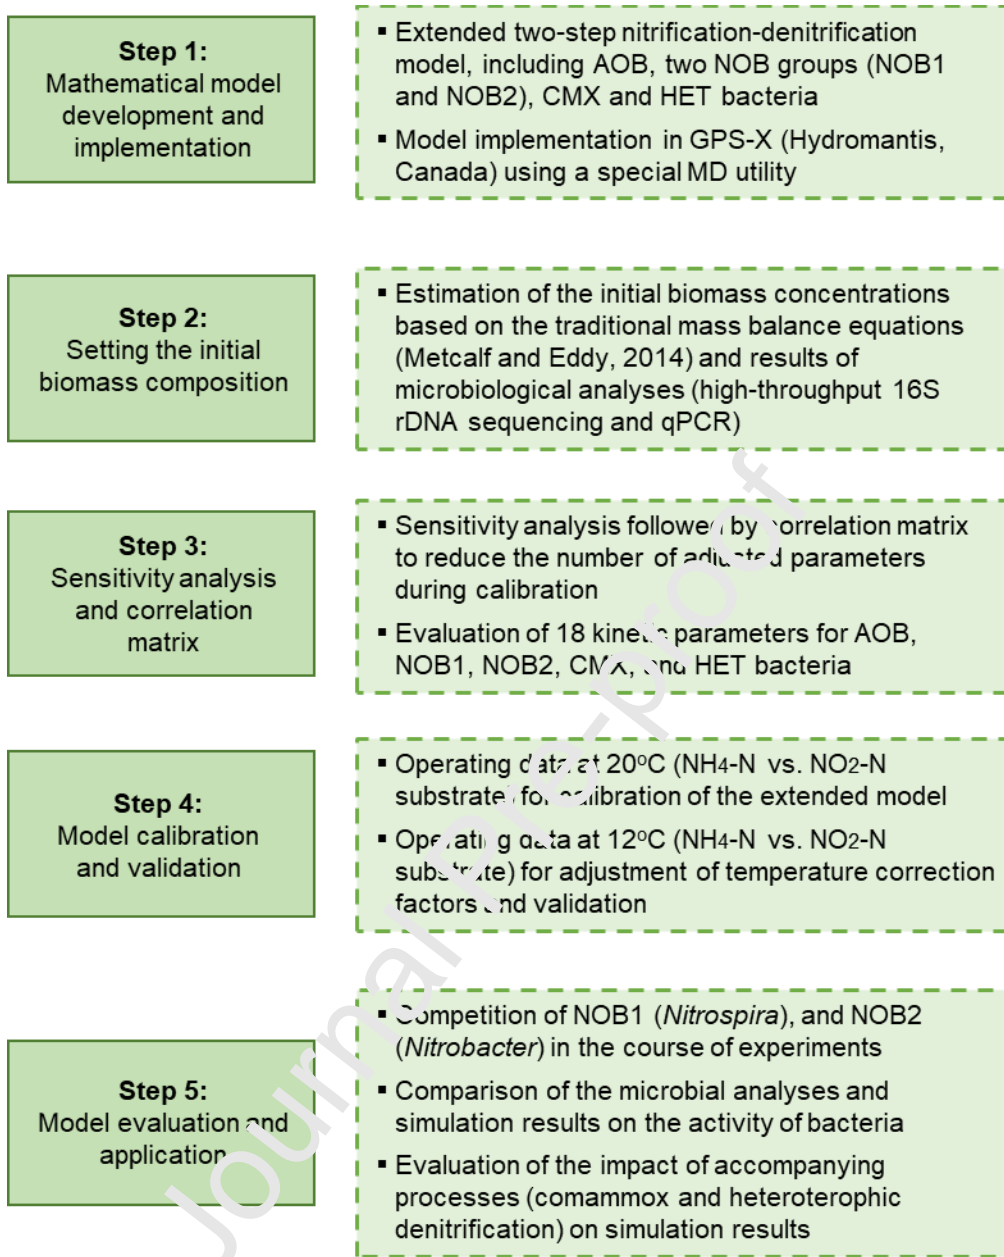 Step 1:
Mathematical model
development and
implementation
▪ Extended two-step nitrification-denitrification
model, including AOB, two NOB groups (NOB1
and NOB2), CMX and HET bacteria
▪ Model implementation in GPS-X (Hydromantis,
Canada) using a special MD utility
Step 2:
Setting the initial
biomass composition
▪ Estimation of the initial biomass concentrations
based on the traditional mass balance equations
(Metcalf and Eddy, 2014) and results of
microbiological analyses (high-throughput 16S
rDNA sequencing and qPCR)
Step 3:
Sensitivity analysis
and correlation
matrix
▪ Sensitivity analysis followed by correlation matrix
to reduce the number of adjusted parameters
during calibration
▪ Evaluation of 18 kinetic parameters for AOB,
NOB1, NOB2, CMX, and HET bacteria
Step 4:
Model calibration
and validation
▪ Operating data at 20°C (NH4-N vs. NO2-N
substrate) for calibration of the extended model
▪ Operating data at 12°C (NH4-N vs. NO2-N
substrate) for adjustment of temperature correction
factors and validation
Step 5:
Model evaluation and
application
▪ Competition of NOB1 (Nitrospira), and NOB2
(Nitrobacter) in the course of experiments
▪ Comparison of the microbial analyses and
simulation results on the activity of bacteria
▪ Evaluation of the impact of accompanying
processes (comammox and heteroterophic
denitrification) on simulation results
Journal Pre-proof